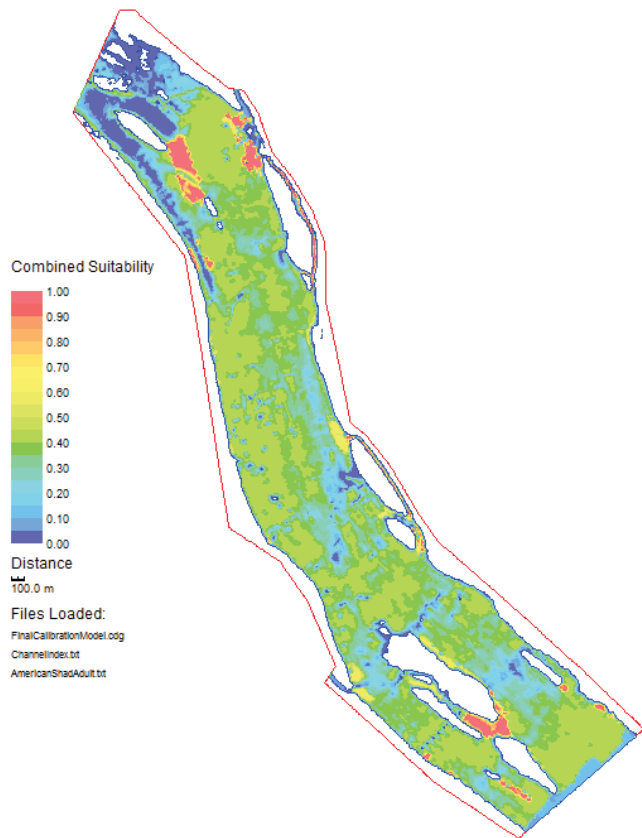 Combined Suitability
1.00
0.90
0.80
0.70
0.60
0.50
0.40
0.30
0.20
0.10
0.00
Distance
100.0 m
Files Loaded:
FinalCalibrationModel.cdg
ChannelIndex.txt
AmericanShadAdult.txt